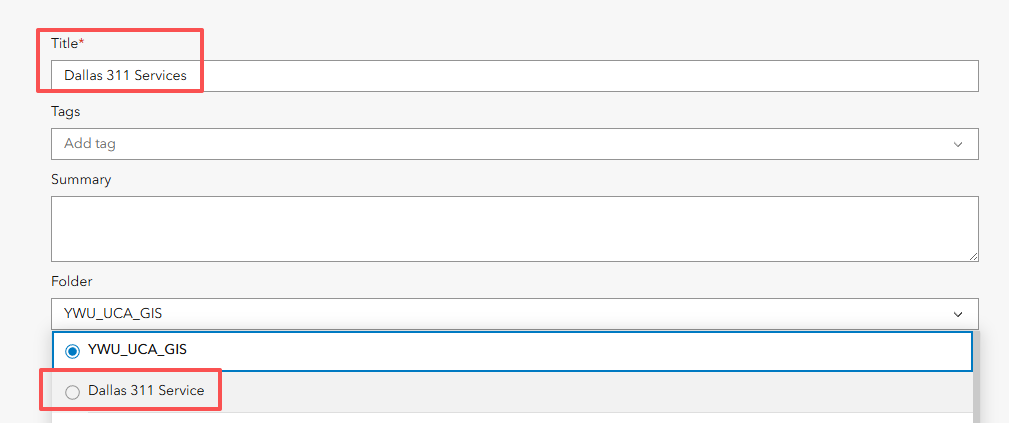 Title*
Dallas 311 Services
Tags
Add tag
Summary
Folder
YWU_UCA_GIS
YWU_UCA_GIS
Dallas 311 Service